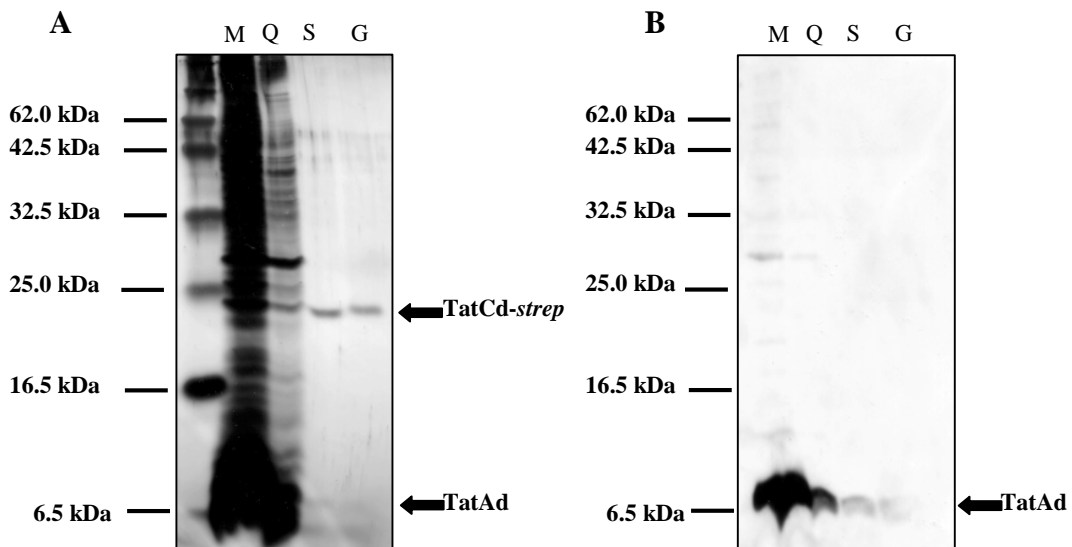 A
M Q S G
62.0 kDa
42.5 kDa
32.5 kDa
25.0 kDa
TatCd-strep
16.5 kDa
TatAd
6.5 kDa
B
M Q S G
62.0 kDa
42.5 kDa
32.5 kDa
25.0 kDa
16.5 kDa
TatAd
6.5 kDa